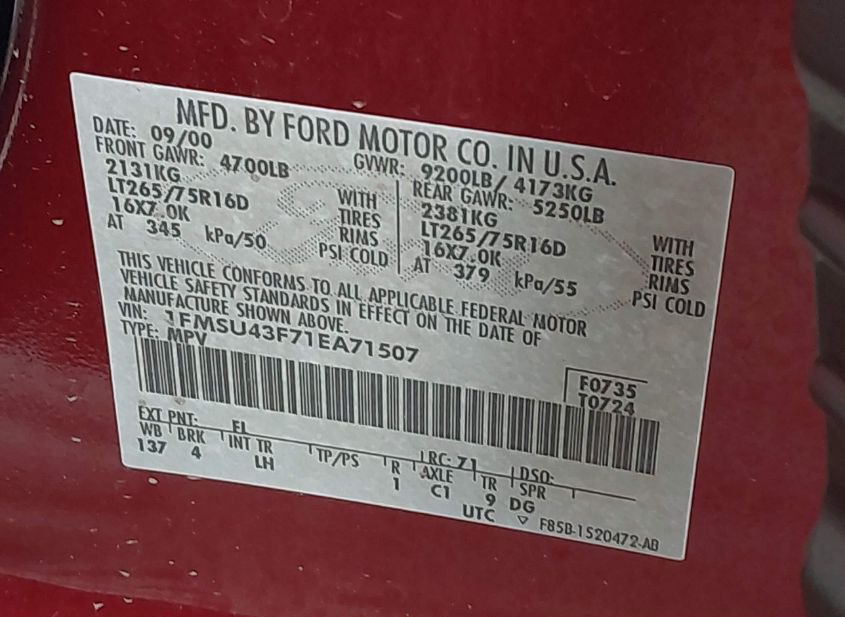 MFD. BY FORD MOTOR CO. IN U.S.A.
DATE: 09/00 GVWR: 9200LB/ 4173KG
FRONT GAWR: 4700LB REAR GAWR: 5250LB
2131KG WITH 2381KG WITH
LT265/75R16D TIRES LT265/75R16D TIRES
16X7.0K RIMS 16X7.0K RIMS
AT 345 kPa/50 PSI COLD AT 379 kPa/55 PSI COLD
THIS VEHICLE CONFORMS TO ALL APPLICABLE FEDERAL MOTOR
VEHICLE SAFETY STANDARDS IN EFFECT ON THE DATE OF
MANUFACTURE SHOWN ABOVE.
VIN: 1FMSU43F71EA71507
TYPE: MPV
F0735
T0724
EXT PNT: FL RC: 71 DSO:
WB BRK INT TR TP/PS R AXLE TR SPR
137 4 LH 1 C1 9 DG
UTC ▽ F85B-1520472-AB